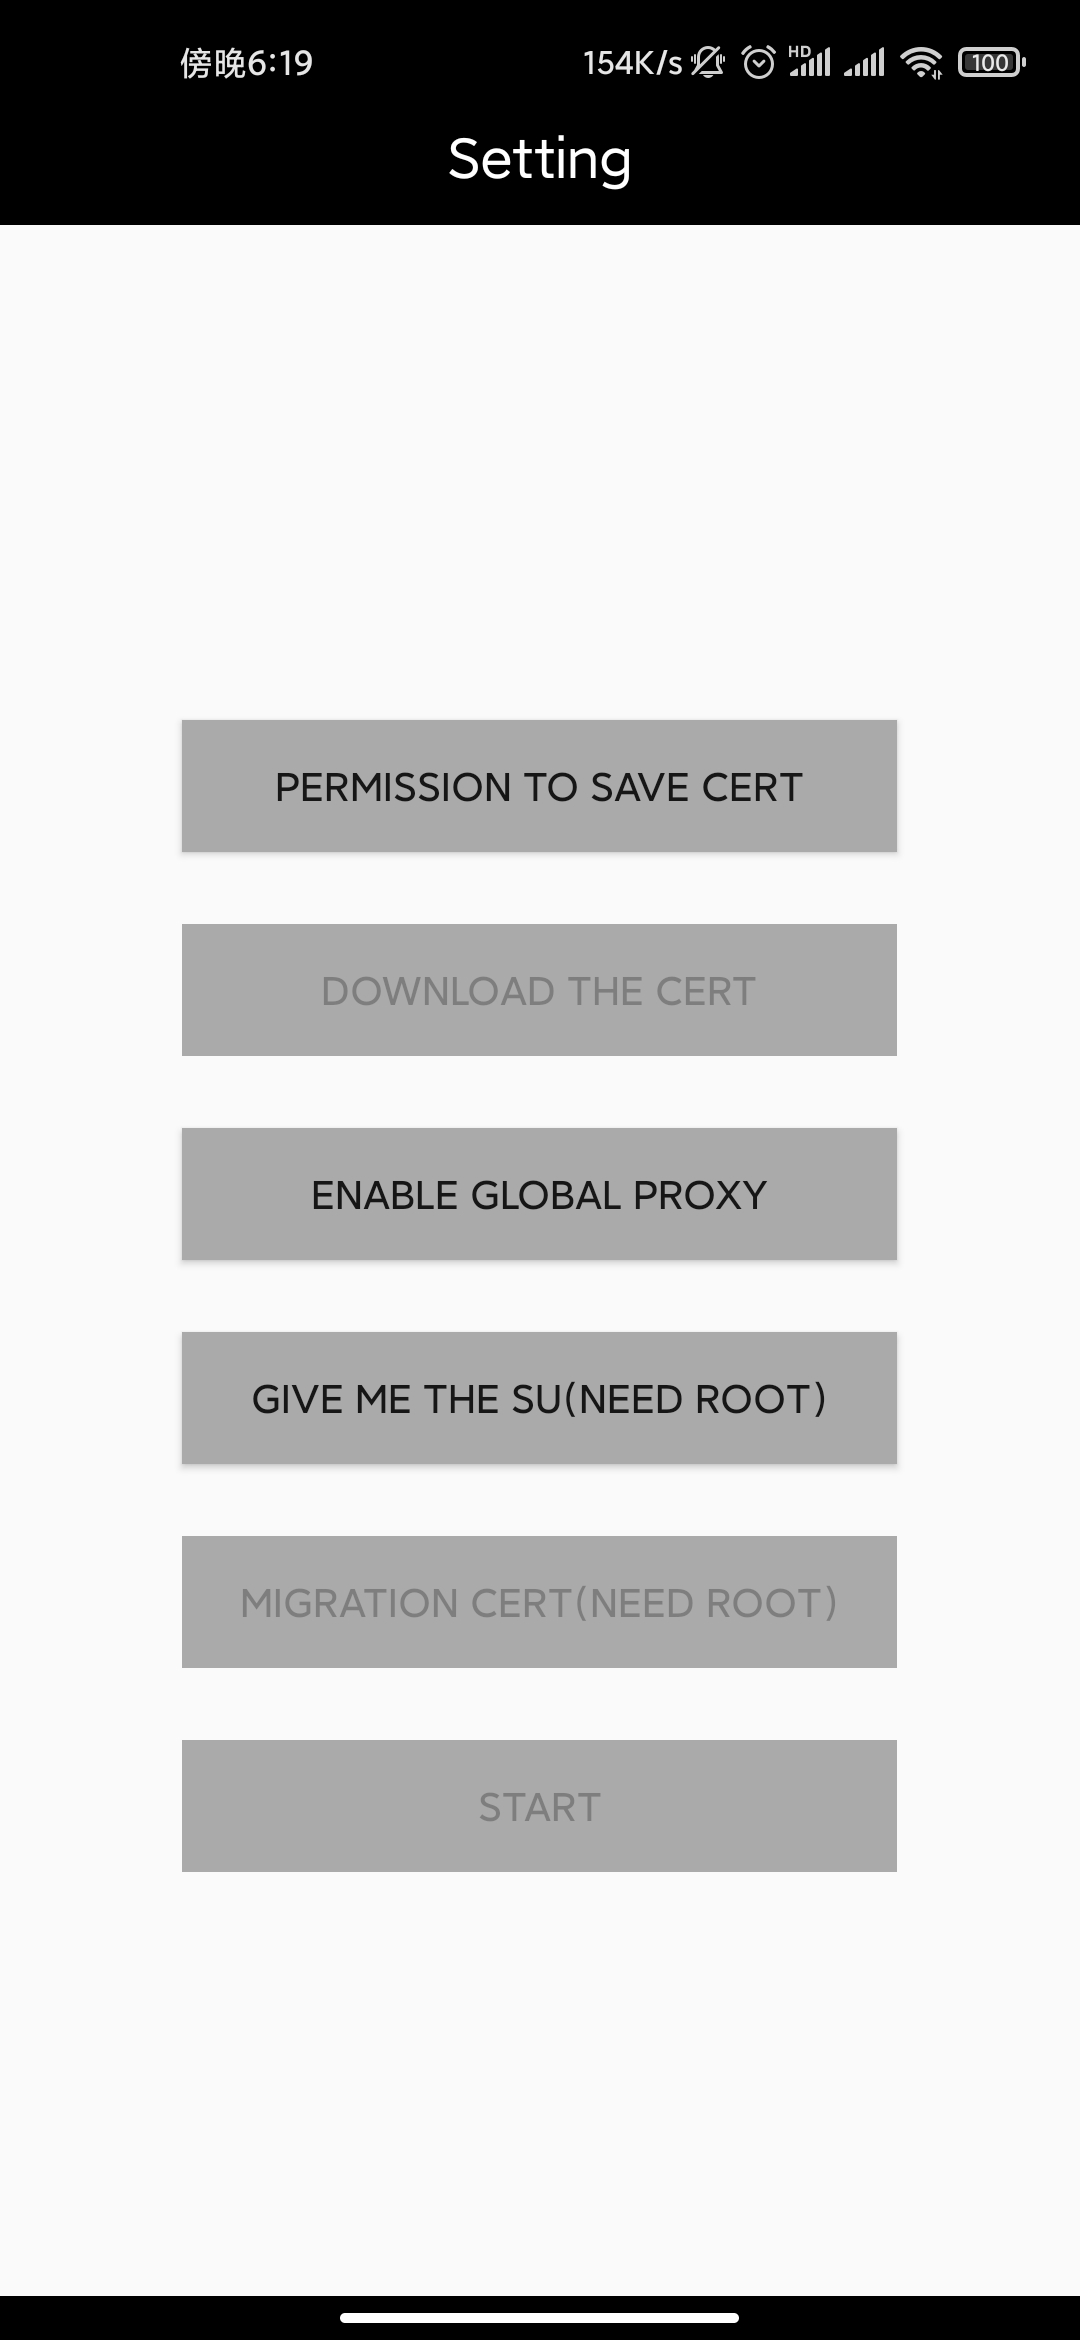 傍晚6:19
154K/s
HD
100
Setting
PERMISSION TO SAVE CERT
DOWNLOAD THE CERT
ENABLE GLOBAL PROXY
GIVE ME THE SU(NEED ROOT)
MIGRATION CERT(NEED ROOT)
START